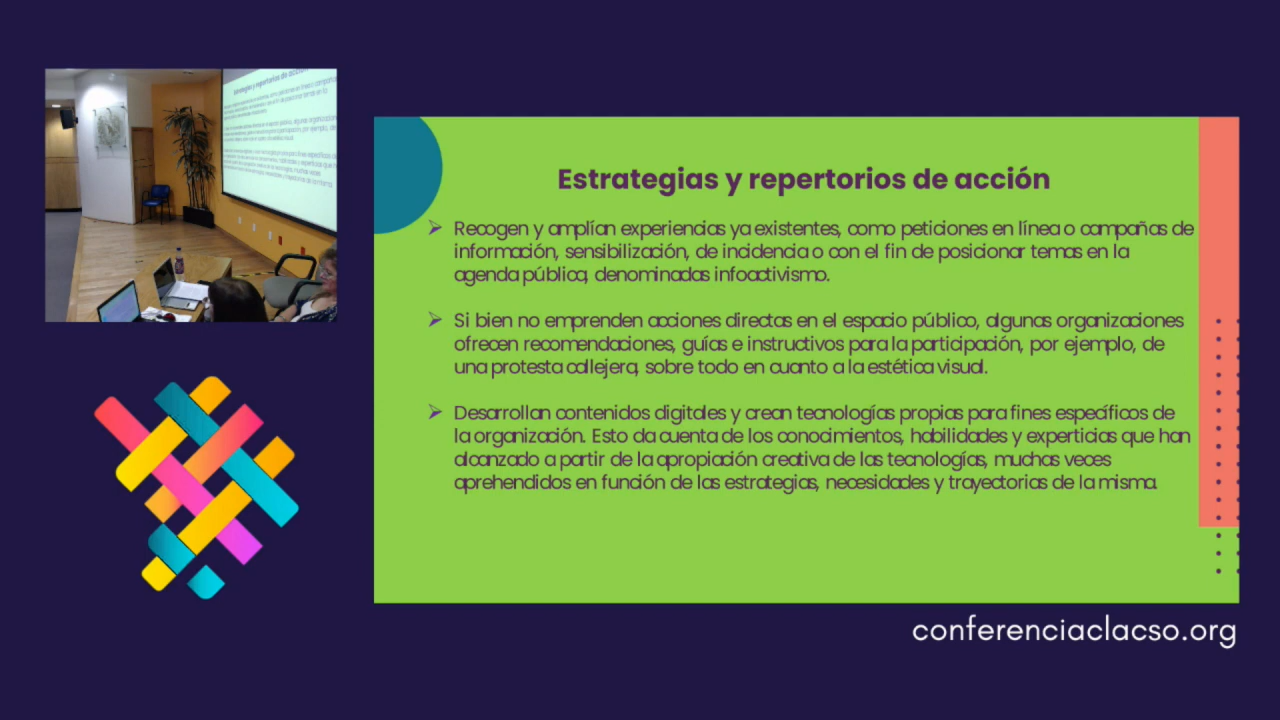 Estrategias y repertorios de acción
Recogen y amplían experiencias ya existentes, como peticiones en línea o campañas de
información, sensibilización, de incidencia o con el fin de posicionar temas en la
agenda pública, denominadas infoactivismo.
Si bien no emprenden acciones directas en el espacio público, algunas organizaciones
ofrecen recomendaciones, guías e instructivos para la participación, por ejemplo, de
una protesta callejera, sobre todo en cuanto a la estética visual.
Desarrollan contenidos digitales y crean tecnologías propias para fines específicos de
la organización. Esto da cuenta de los conocimientos, habilidades y experticias que han
alcanzado a partir de la apropiación creativa de las tecnologías, muchas veces
aprehendidos en función de las estrategias, necesidades y trayectorias de la misma.
conferenciaclacso.org